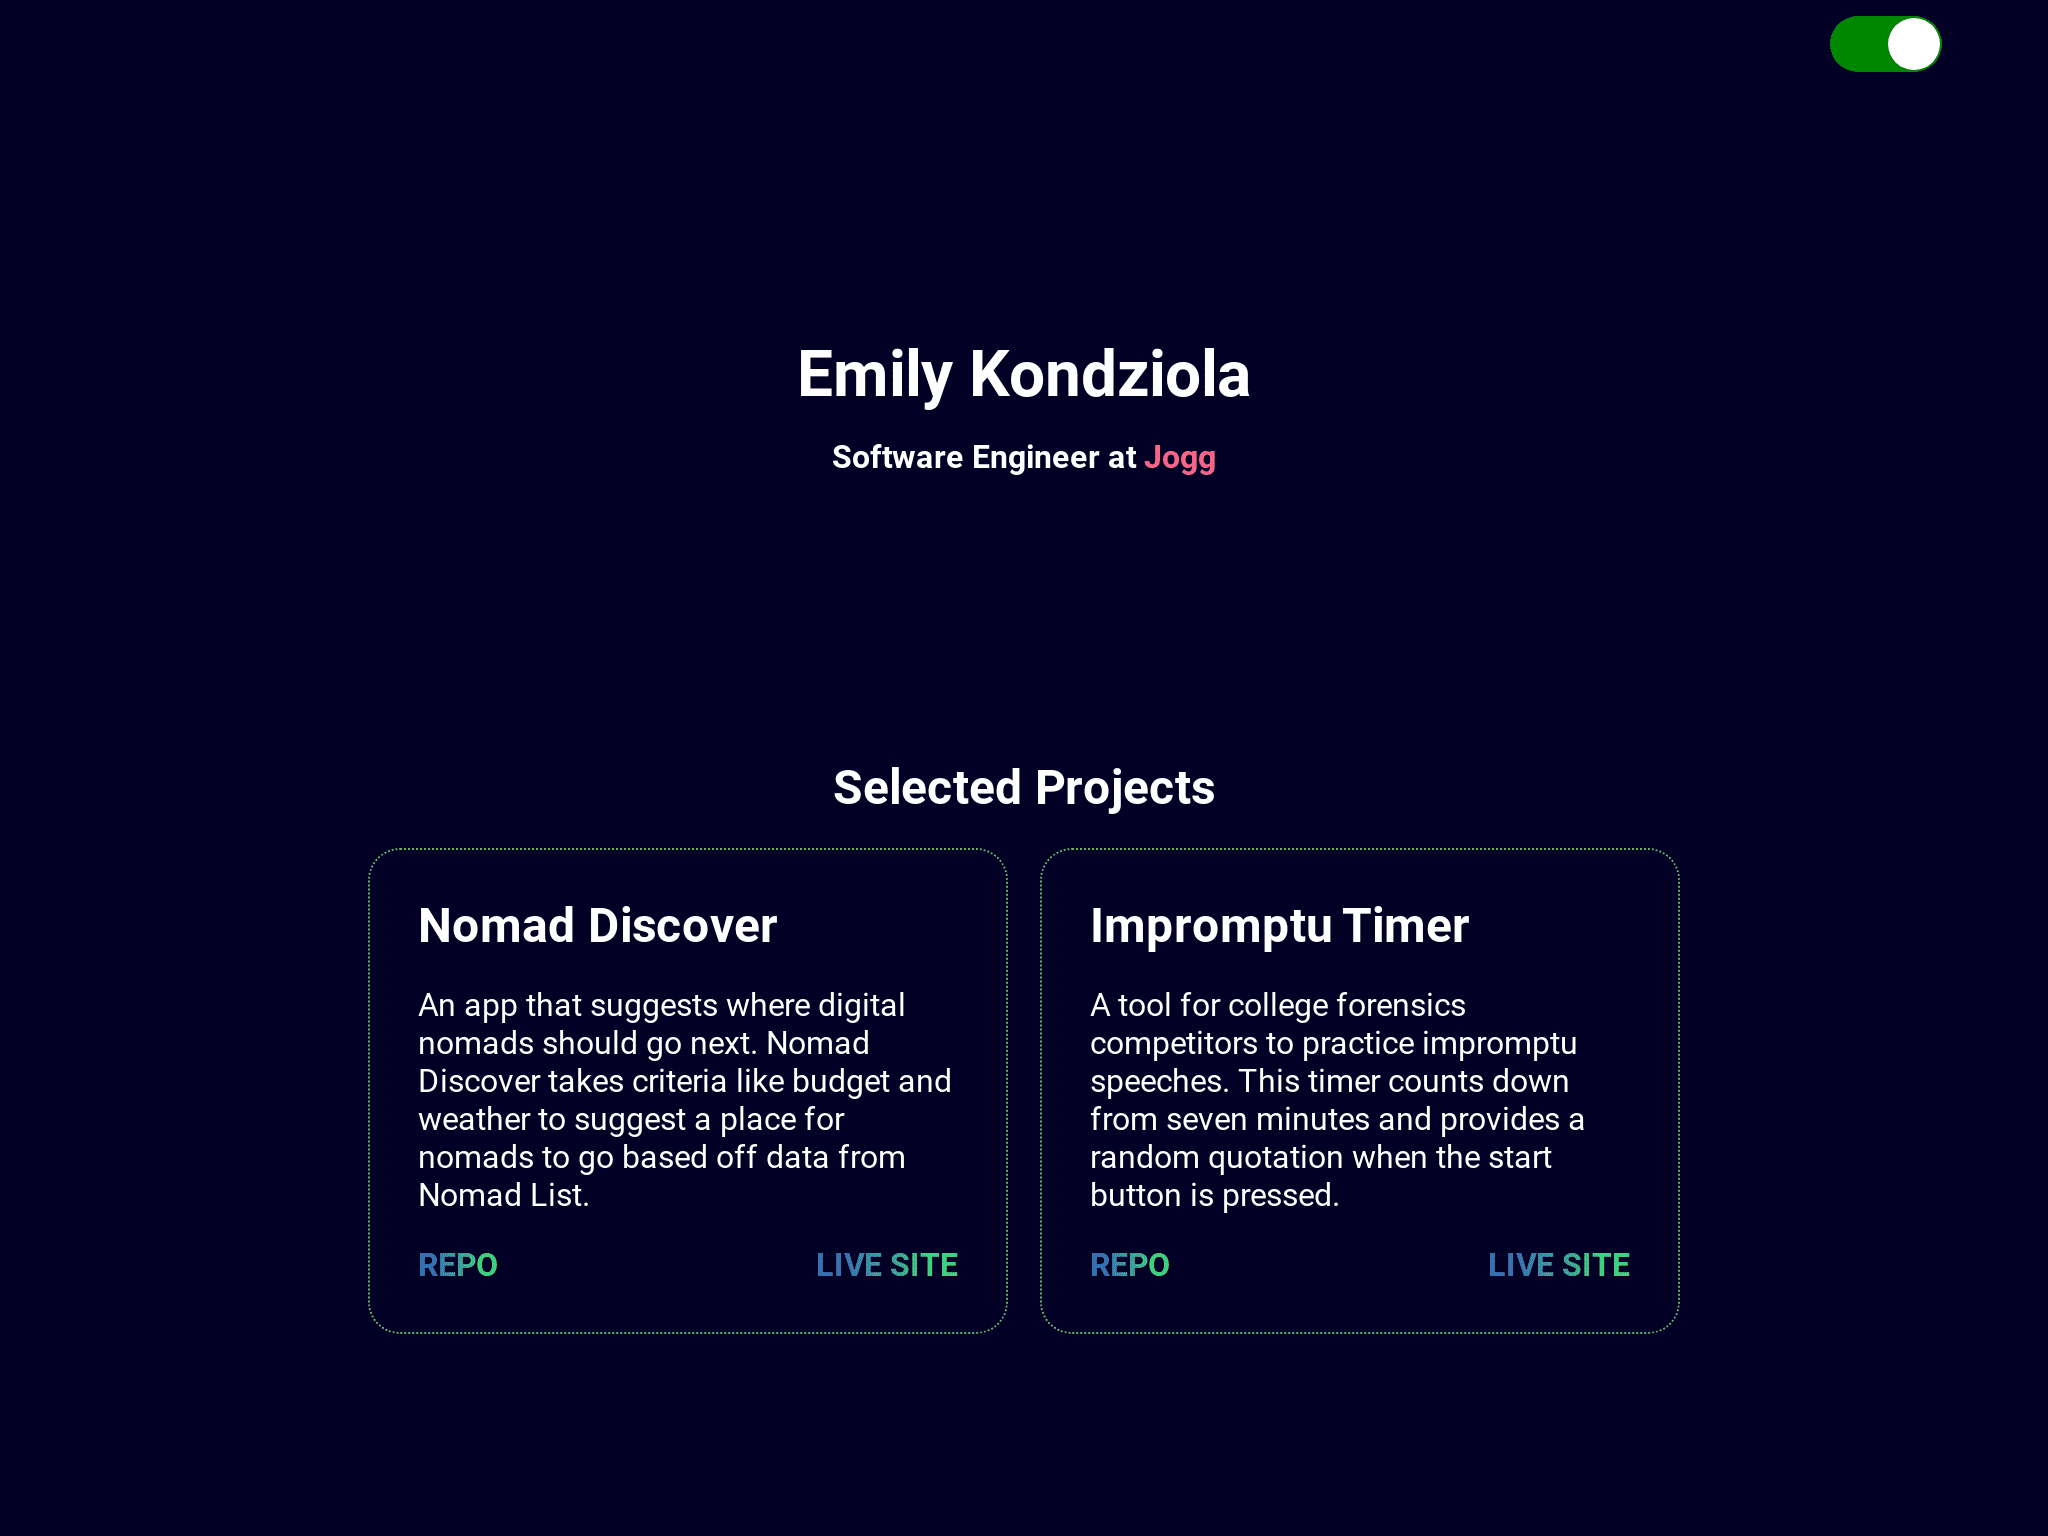 Emily Kondziola
Software Engineer at Jogg
Selected Projects
Nomad Discover
An app that suggests where digital
nomads should go next. Nomad
Discover takes criteria like budget and
weather to suggest a place for
nomads to go based off data from
Nomad List.
REPO LIVE SITE
Impromptu Timer
A tool for college forensics
competitors to practice impromptu
speeches. This timer counts down
from seven minutes and provides a
random quotation when the start
button is pressed.
REPO LIVE SITE